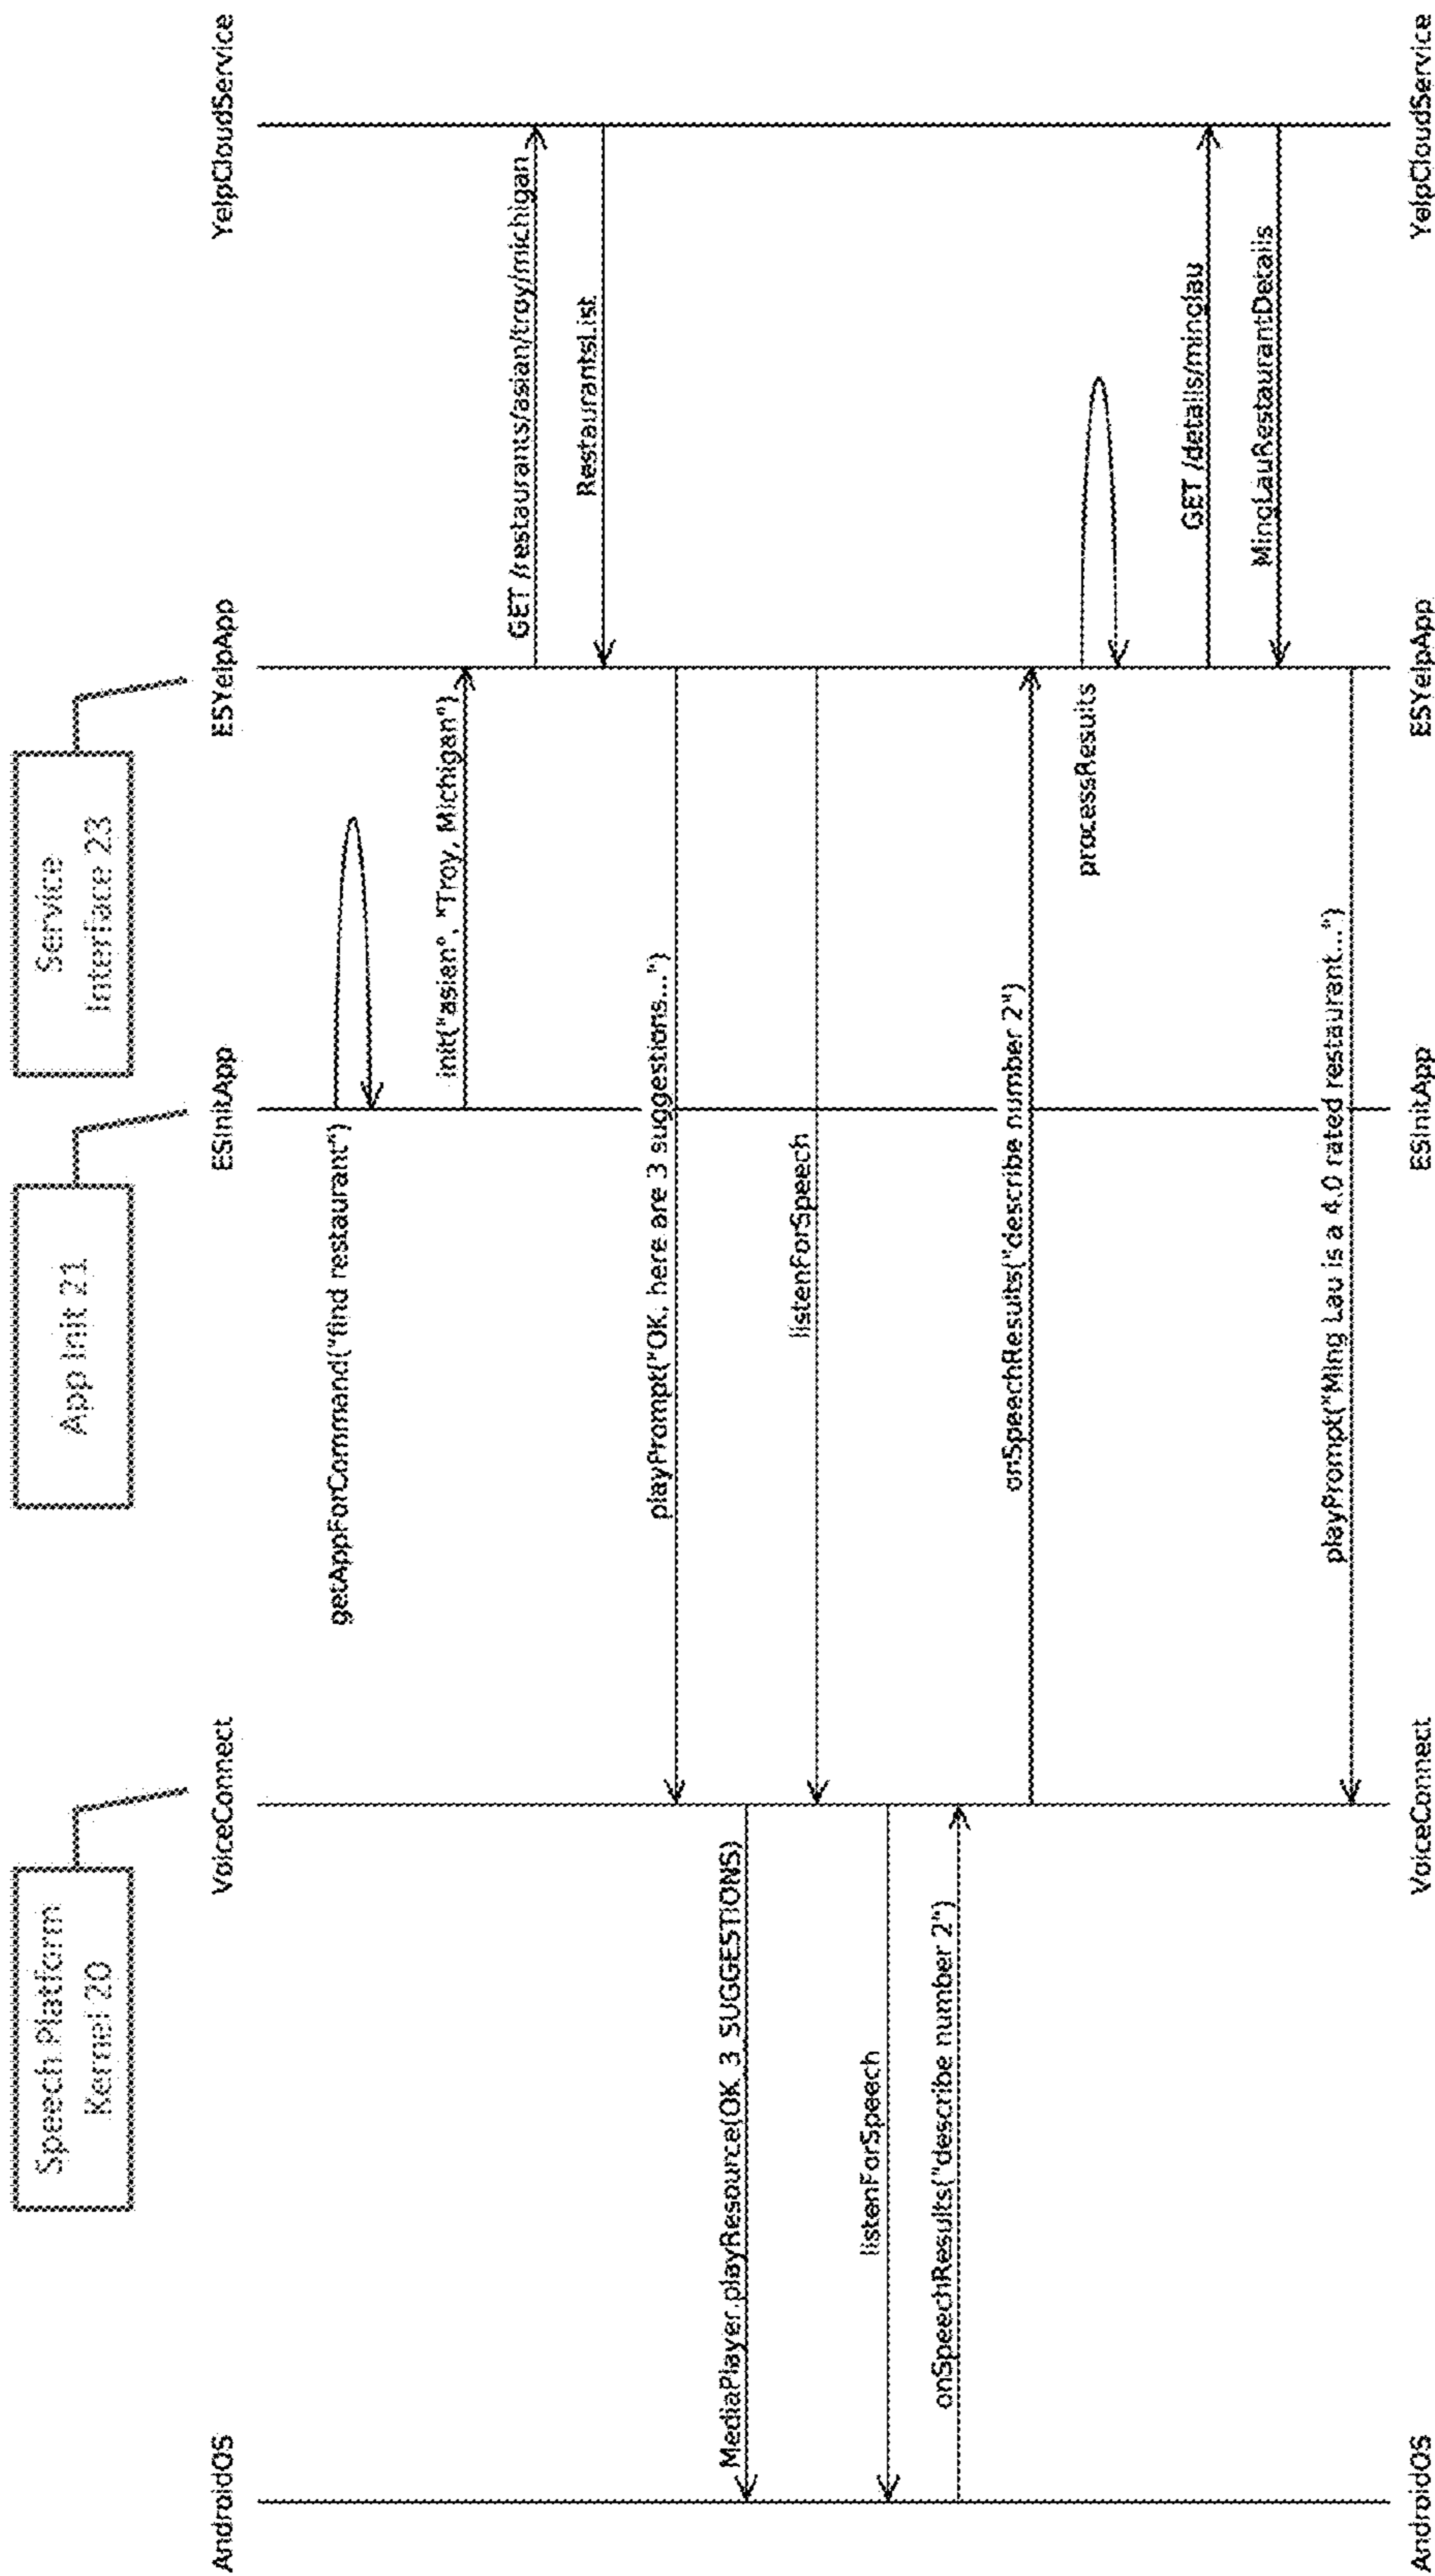 Speech Platform
Kernel 20
App Init 21
Service
Interface 23
AndroidOS
VoiceConnect
ESInitApp
ESYelpApp
YelpCloudService
getAppForCommand("find restaurant")
init("asian", "Troy, Michigan")
GET /restaurants/asian/troy/michigan
RestaurantsList
playPrompt("OK, here are 3 suggestions...")
MediaPlayer.playResource(OK_3_SUGGESTIONS)
listenForSpeech
listenForSpeech
onSpeechResults("describe number 2")
onSpeechResults("describe number 2")
processResults
GET /details/minglau
MingLauRestaurantDetails
playPrompt("Ming Lau is a 4.0 rated restaurant...")
AndroidOS
VoiceConnect
ESInitApp
ESYelpApp
YelpCloudService